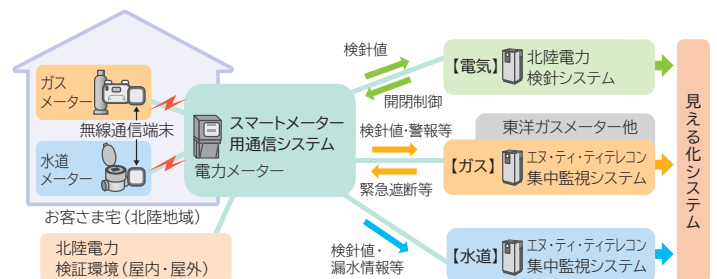 ガス
メーター
無線通信端末
水道
メーター
お客さま宅（北陸地域）
北陸電力
検証環境（屋内・屋外）
スマートメーター
用通信システム
電力メーター
検針値
開閉制御
検針値・警報等
緊急遮断等
検針値・
漏水情報等
【電気】
北陸電力
検針システム
東洋ガスメーター他
【ガス】
エヌ・ティ・ティテレコン
集中監視システム
【水道】
エヌ・ティ・ティテレコン
集中監視システム
見える化システム